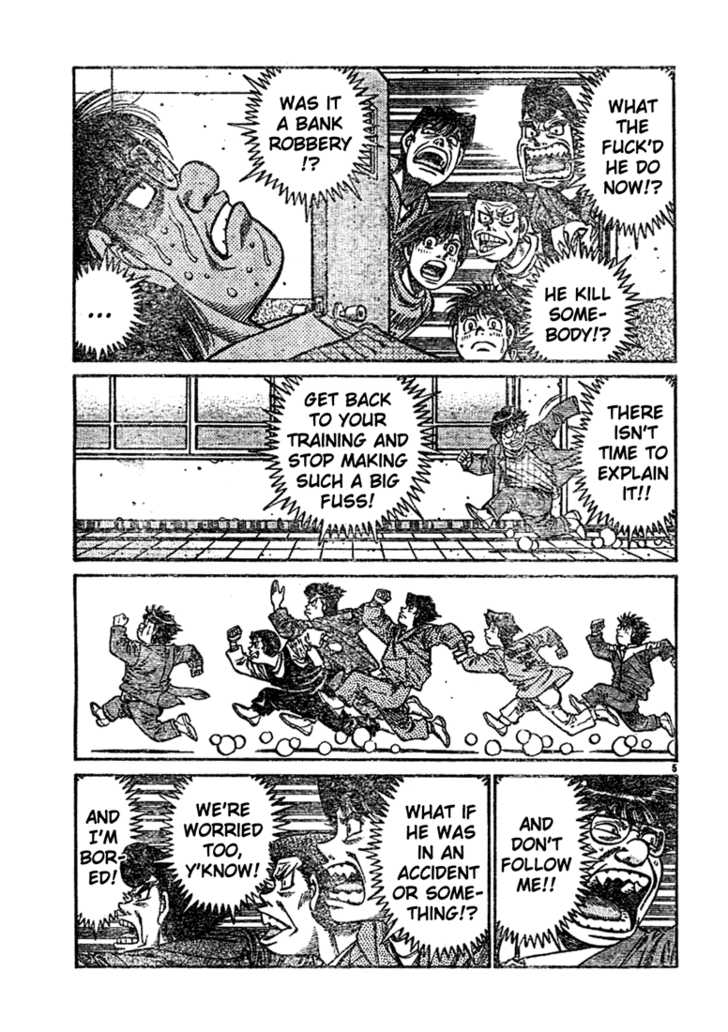 WHAT
THE
FUCK'D
HE DO
NOW!?
WAS IT
A BANK
ROBBERY
!?
HE KILL
SOME-
BODY!?
...
THERE
ISN'T
TIME TO
EXPLAIN
IT!!
GET BACK
TO YOUR
TRAINING AND
STOP MAKING
SUCH A BIG
FUSS!
5
AND
DON'T
FOLLOW
ME!!
WHAT IF
HE WAS
IN AN
ACCIDENT
OR SOME-
THING!?
WE'RE
WORRIED
TOO,
Y'KNOW!
AND
I'M
BOR-
ED!